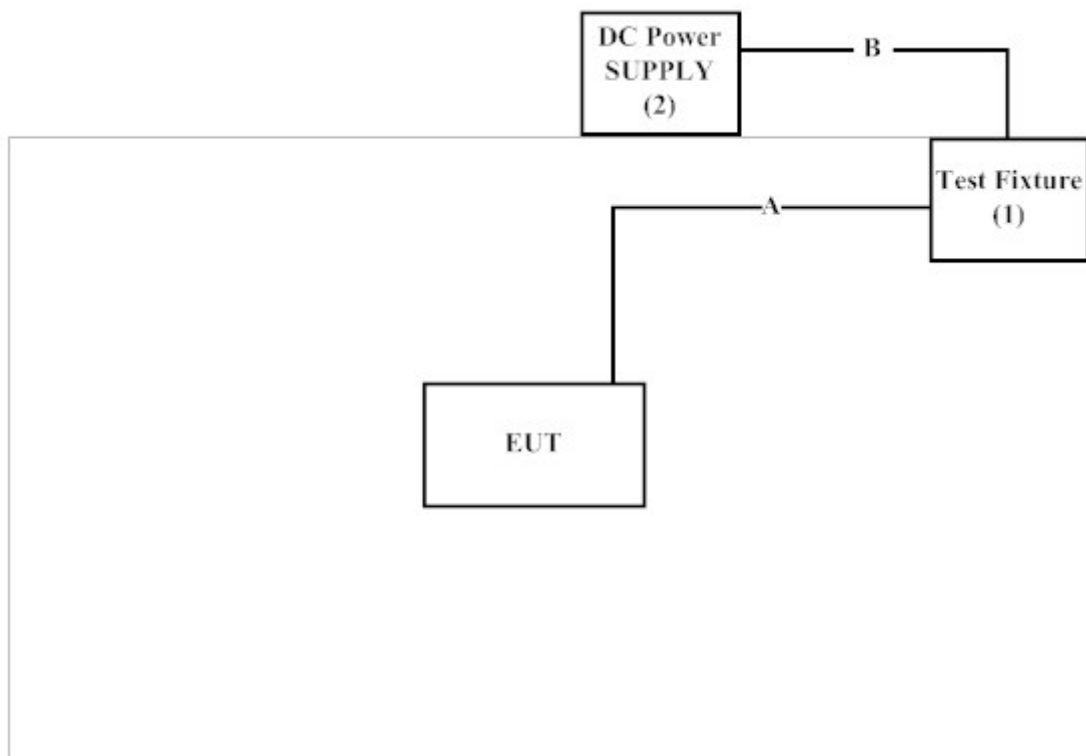 DC Power
SUPPLY
(2)
B
Test Fixture
(1)
A
EUT